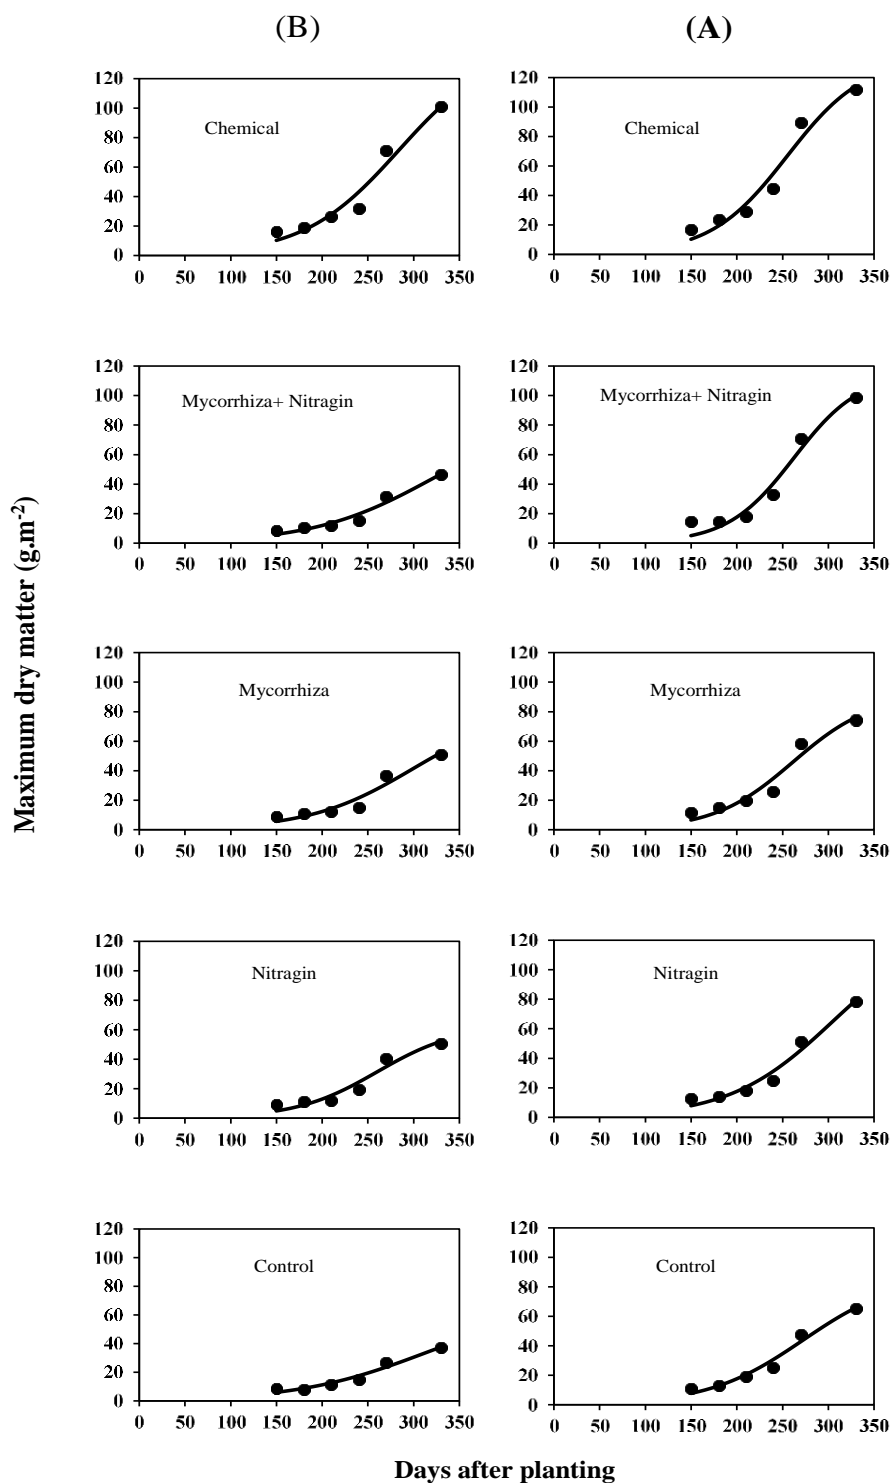 (B) (A)
120 120
100 100
80 80
60 60
40 40
20 20
0 0
Chemical Chemical
0 50 100 150 200 250 300 350 0 50 100 150 200 250 300 350
120 120
100 100
80 80
60 60
40 40
20 20
0 0
Mycorrhiza+ Nitragin Mycorrhiza+ Nitragin
0 50 100 150 200 250 300 350 0 50 100 150 200 250 300 350
120 120
100 100
80 80
60 60
40 40
20 20
0 0
Mycorrhiza Mycorrhiza
0 50 100 150 200 250 300 350 0 50 100 150 200 250 300 350
120 120
100 100
80 80
60 60
40 40
20 20
0 0
Nitragin Nitragin
0 50 100 150 200 250 300 350 0 50 100 150 200 250 300 350
120 120
100 100
80 80
60 60
40 40
20 20
0 0
Control Control
0 50 100 150 200 250 300 350 0 50 100 150 200 250 300 350
Maximum dry matter (g.m-2)
Days after planting